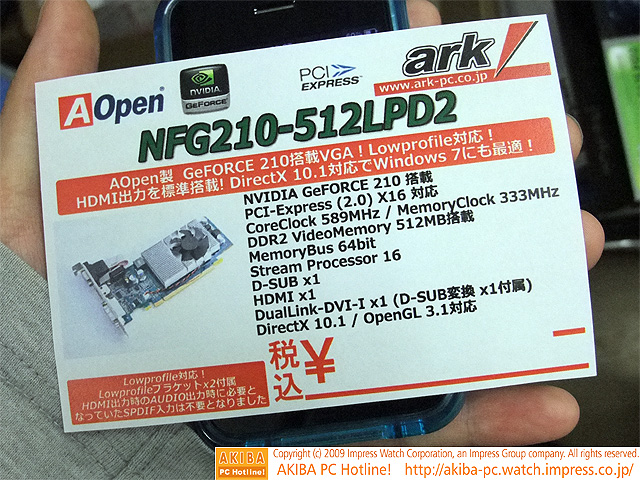 AOpen
NVIDIA
GEFORCE
PCI
EXPRESS
ark
www.ark-pc.co.jp
NFG210-512LPD2
AOpen製 GeFORCE 210搭載VGA！Lowprofile対応！
HDMI出力を標準搭載！DirectX 10.1対応でWindows 7にも最適！
NVIDIA GeFORCE 210 搭載
PCI-Express (2.0) X16 対応
CoreClock 589MHz / MemoryClock 333MHz
DDR2 VideoMemory 512MB搭載
MemoryBus 64bit
Stream Processor 16
D-SUB x1
HDMI x1
DualLink-DVI-I x1 (D-SUB変換 x1付属)
DirectX 10.1 / OpenGL 3.1対応
税込 ¥
Lowprofile対応！
Lowprofileブラケットx2付属
HDMI出力時のAUDIO出力時に必要と
なっていたSPDIF入力は不要となりました
AKIBA
PC Hotline!
Copyright (c) 2009 Impress Watch Corporation, an Impress Group company. All rights reserved.
AKIBA PC Hotline! http://akiba-pc.watch.impress.co.jp/